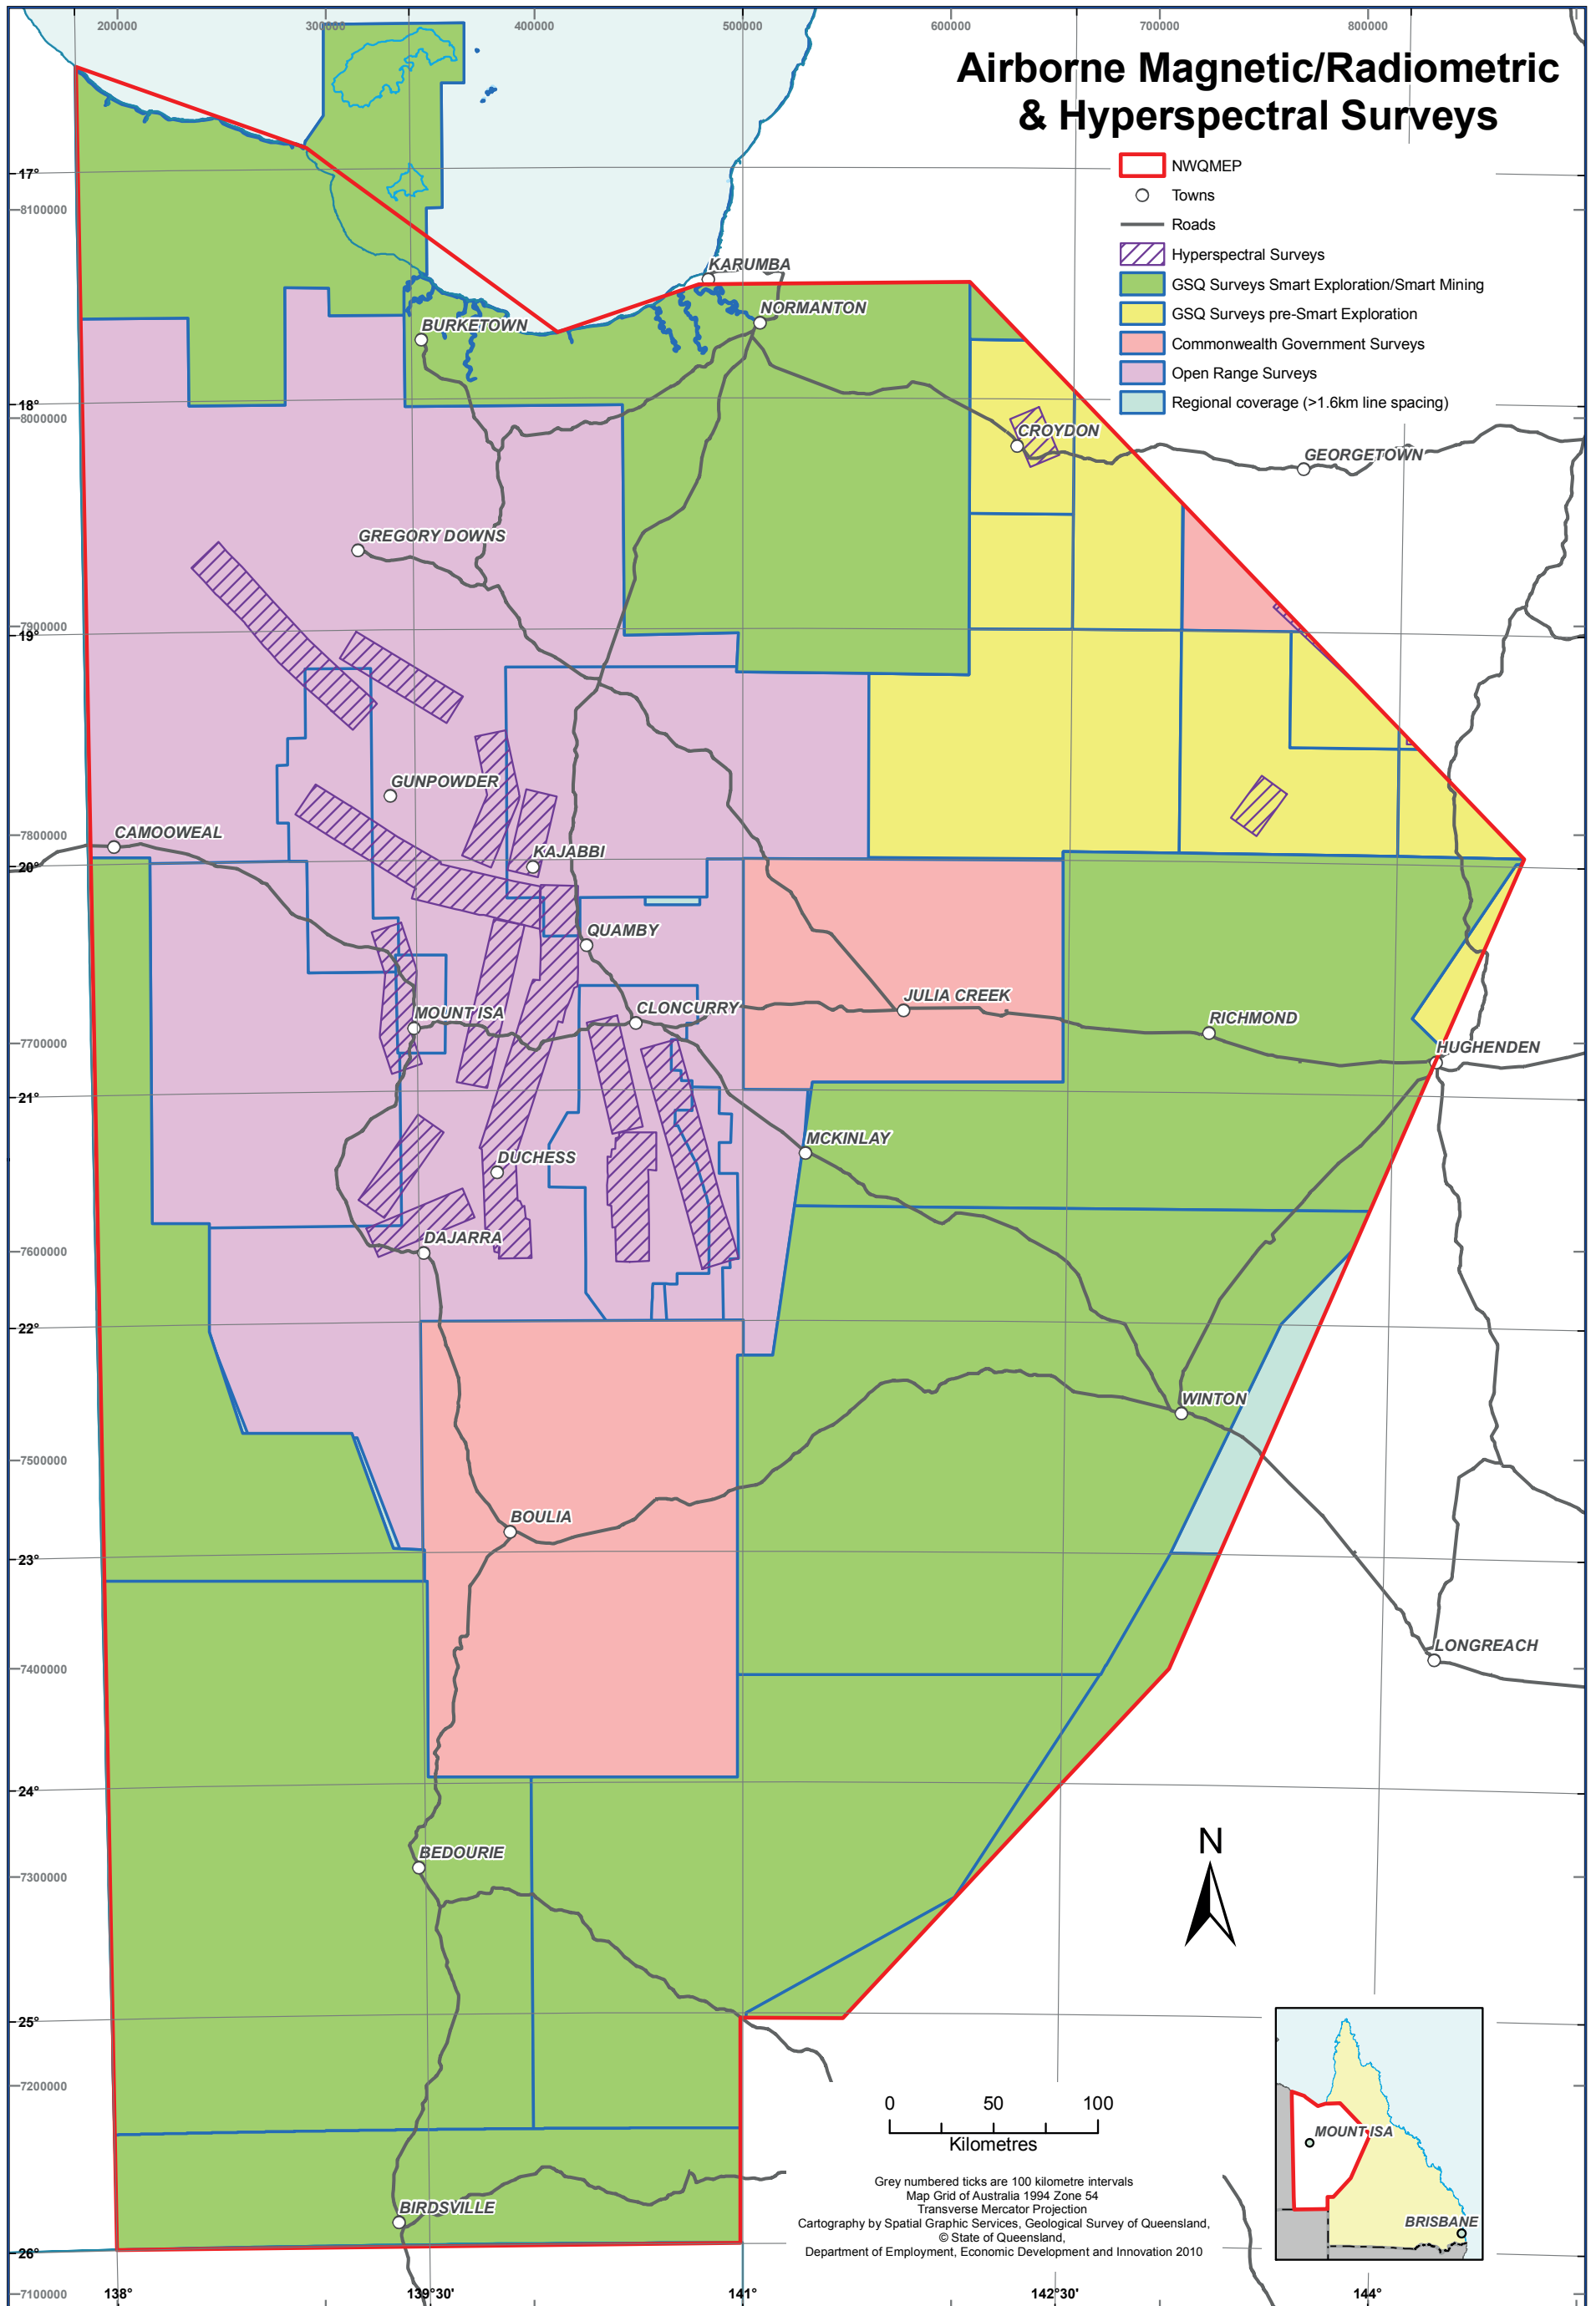 200000 300000 400000 500000 600000 700000 800000
Airborne Magnetic/Radiometric
& Hyperspectral Surveys
NWQMEP
Towns
Roads
Hyperspectral Surveys
GSQ Surveys Smart Exploration/Smart Mining
GSQ Surveys pre-Smart Exploration
Commonwealth Government Surveys
Open Range Surveys
Regional coverage (>1.6km line spacing)
17°
8100000
KARUMBA
NORMANTON
BURKETOWN
18°
8000000
CROYDON
GEORGETOWN
GREGORY DOWNS
7900000
19°
GUNPOWDER
CAMOOWEAL
7800000
KAJABBI
20°
QUAMBY
JULIA CREEK
CLONCURRY
MOUNT ISA
RICHMOND
7700000
HUGHENDEN
21°
MCKINLAY
DUCHESS
DAJARRA
7600000
22°
WINTON
7500000
BOULIA
23°
LONGREACH
7400000
24°
N
BEDOURIE
7300000
25°
7200000
0 50 100
Kilometres
MOUNT ISA
BRISBANE
Grey numbered ticks are 100 kilometre intervals
Map Grid of Australia 1994 Zone 54
Transverse Mercator Projection
Cartography by Spatial Graphic Services, Geological Survey of Queensland,
© State of Queensland,
Department of Employment, Economic Development and Innovation 2010
BIRDSVILLE
26°
7100000
138° 139°30' 141° 142°30' 144°